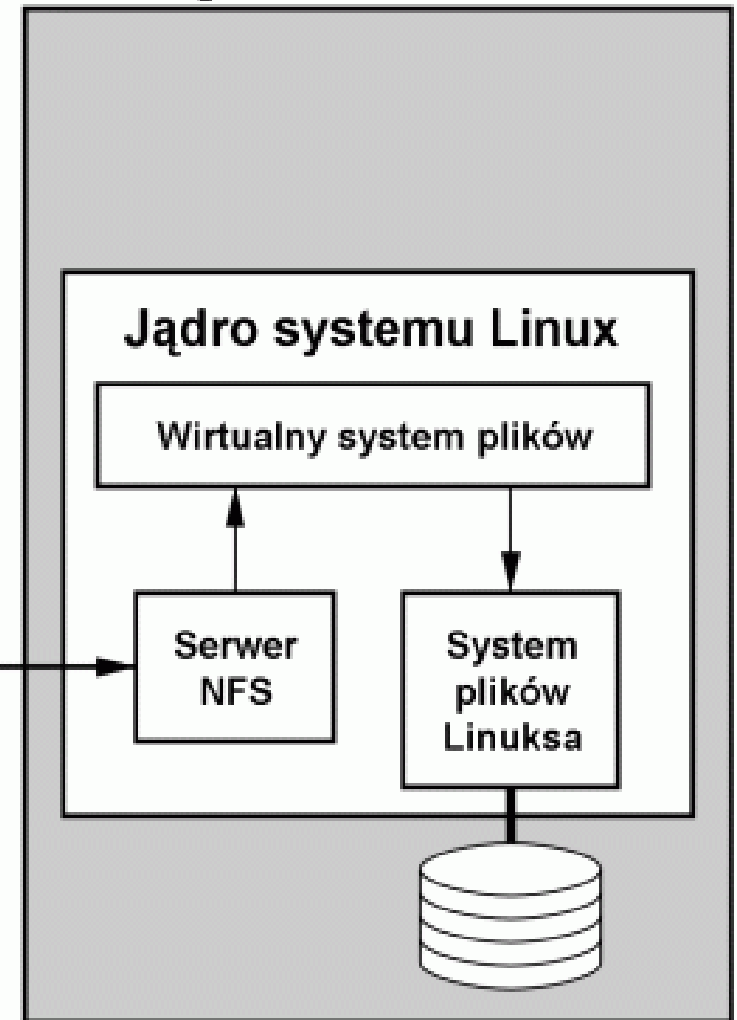 Jądro systemu Linux
Wirtualny system plików
Serwer
NFS
System
plików
Linuksa